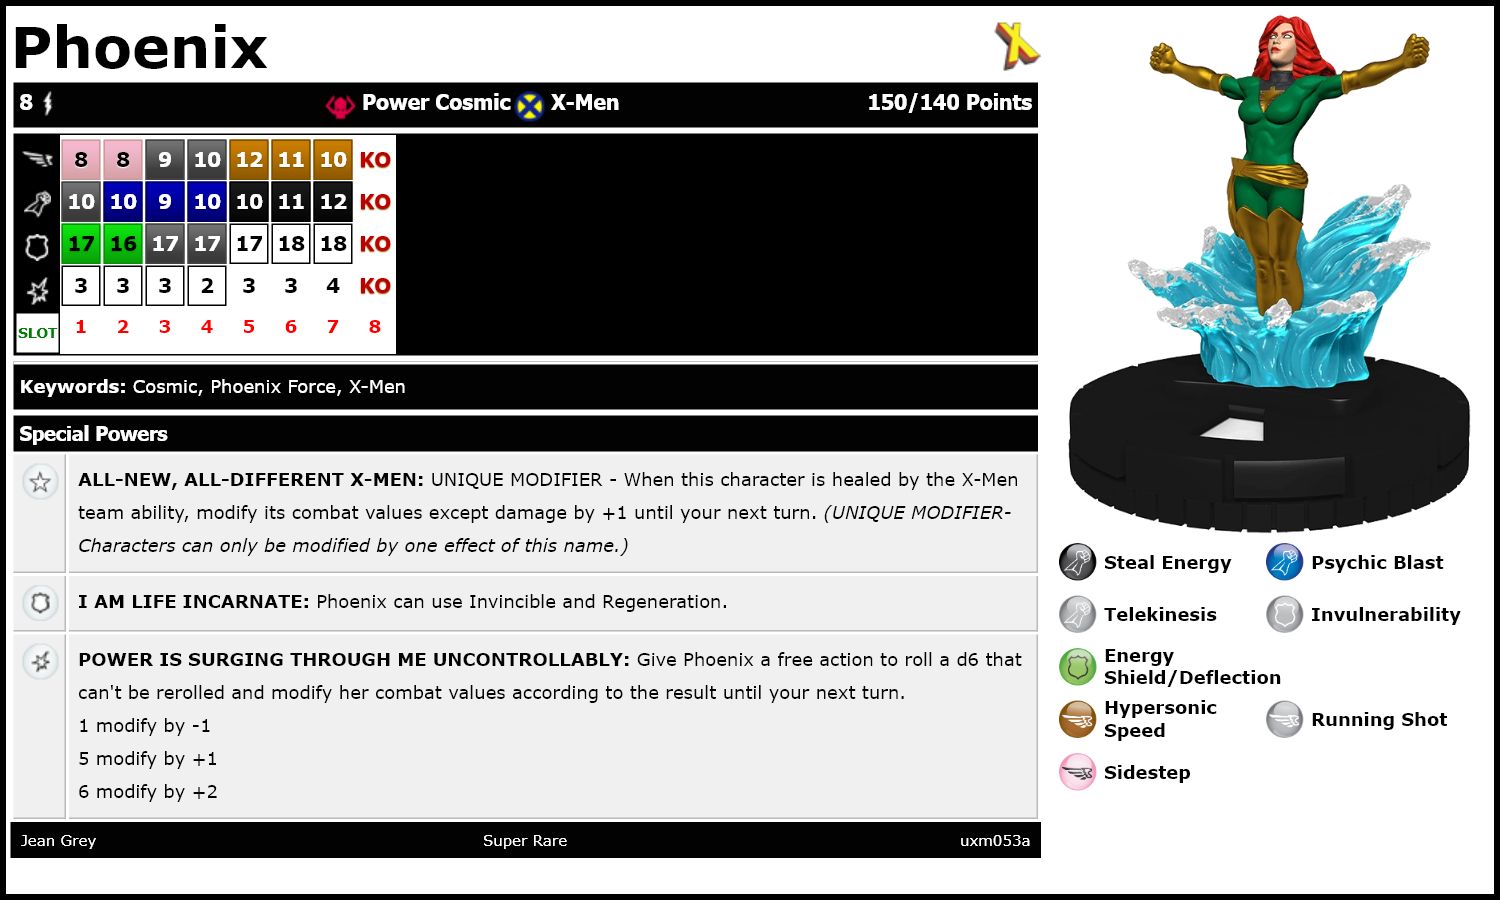 Phoenix
8 Power Cosmic X-Men 150/140 Points
8 8 9 10 12 11 10 KO
10 10 9 10 10 11 12 KO
17 16 17 17 17 18 18 KO
3 3 3 2 3 3 4 KO
SLOT 1 2 3 4 5 6 7 8
Keywords: Cosmic, Phoenix Force, X-Men
Special Powers
ALL-NEW, ALL-DIFFERENT X-MEN: UNIQUE MODIFIER - When this character is healed by the X-Men
team ability, modify its combat values except damage by +1 until your next turn. (UNIQUE MODIFIER-
Characters can only be modified by one effect of this name.)
I AM LIFE INCARNATE: Phoenix can use Invincible and Regeneration.
POWER IS SURGING THROUGH ME UNCONTROLLABLY: Give Phoenix a free action to roll a d6 that
can't be rerolled and modify her combat values according to the result until your next turn.
1 modify by -1
5 modify by +1
6 modify by +2
Jean Grey Super Rare uxm053a
Steal Energy Psychic Blast
Telekinesis Invulnerability
Energy
Shield/Deflection
Hypersonic
Speed
Running Shot
Sidestep